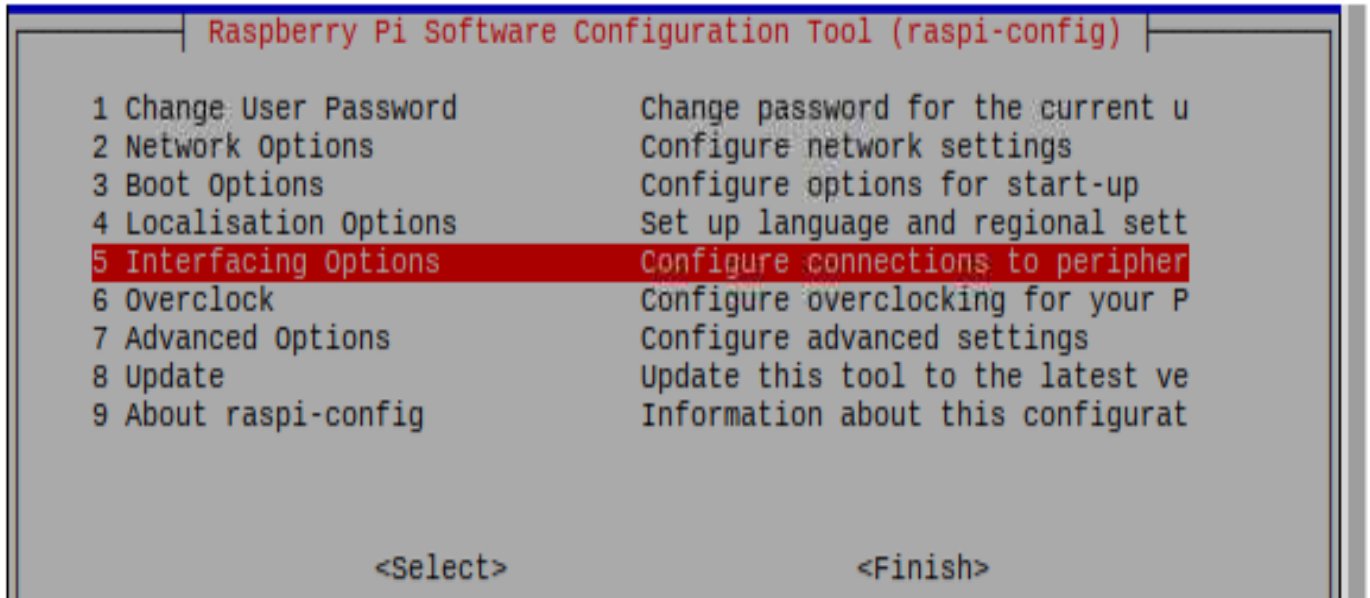 Raspberry Pi Software Configuration Tool (raspi-config)
1 Change User Password Change password for the current u
2 Network Options Configure network settings
3 Boot Options Configure options for start-up
4 Localisation Options Set up language and regional sett
5 Interfacing Options Configure connections to peripher
6 Overclock Configure overclocking for your P
7 Advanced Options Configure advanced settings
8 Update Update this tool to the latest ve
9 About raspi-config Information about this configurat
<Select> <Finish>